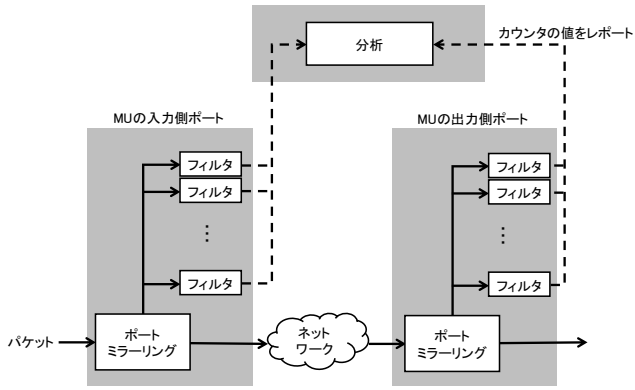 分析
カウンタの値をレポート
MUの入力側ポート
MUの出力側ポート
フィルタ
フィルタ
⋮
フィルタ
フィルタ
フィルタ
⋮
フィルタ
パケット
ポート
ミラーリング
ネット
ワーク
ポート
ミラーリング